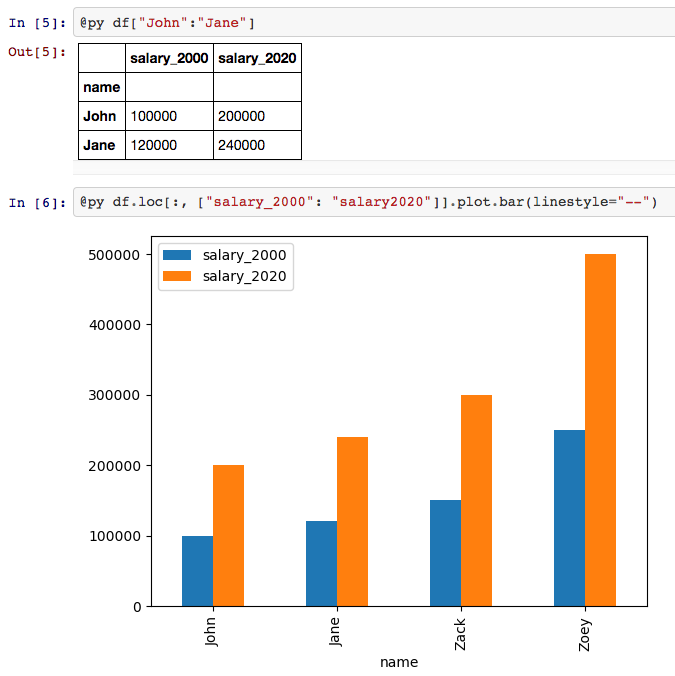 In [5]: @py df["John":"Jane"]
Out[5]:
salary_2000 salary_2020
name
John 100000 200000
Jane 120000 240000
In [6]: @py df.loc[:, ["salary_2000": "salary2020"]].plot.bar(linestyle="--")
salary_2000
salary_2020
500000
400000
300000
200000
100000
0
John Jane Zack Zoey
name